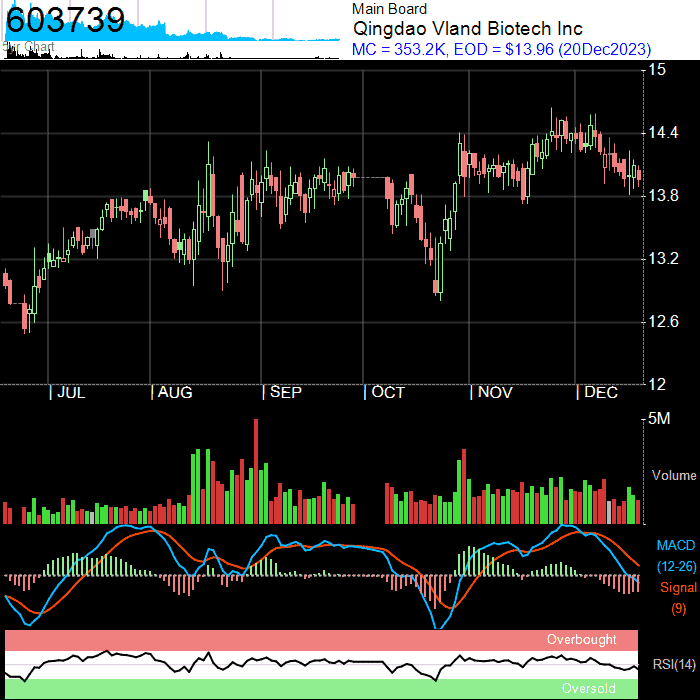 603739
5yr Chart
Main Board
Qingdao Vland Biotech Inc
MC = 353.2K, EOD = $13.96 (20Dec2023)
15
14.4
13.8
13.2
12.6
12
JUL AUG SEP OCT NOV DEC
5M
Volume
MACD
(12-26)
Signal
(9)
Overbought
RSI(14)
Oversold